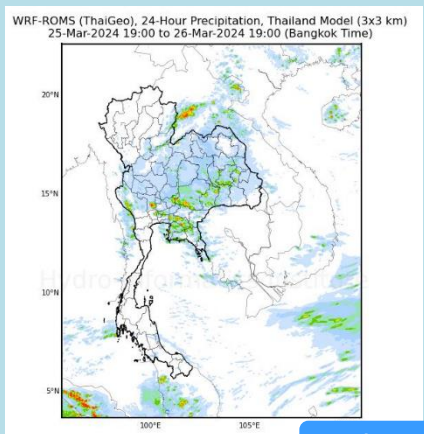 WRF-ROMS (ThaiGeo), 24-Hour Precipitation, Thailand Model (3x3 km)
25-Mar-2024 19:00 to 26-Mar-2024 19:00 (Bangkok Time)
20°N
15°N
10°N
5°N
100°E
105°E